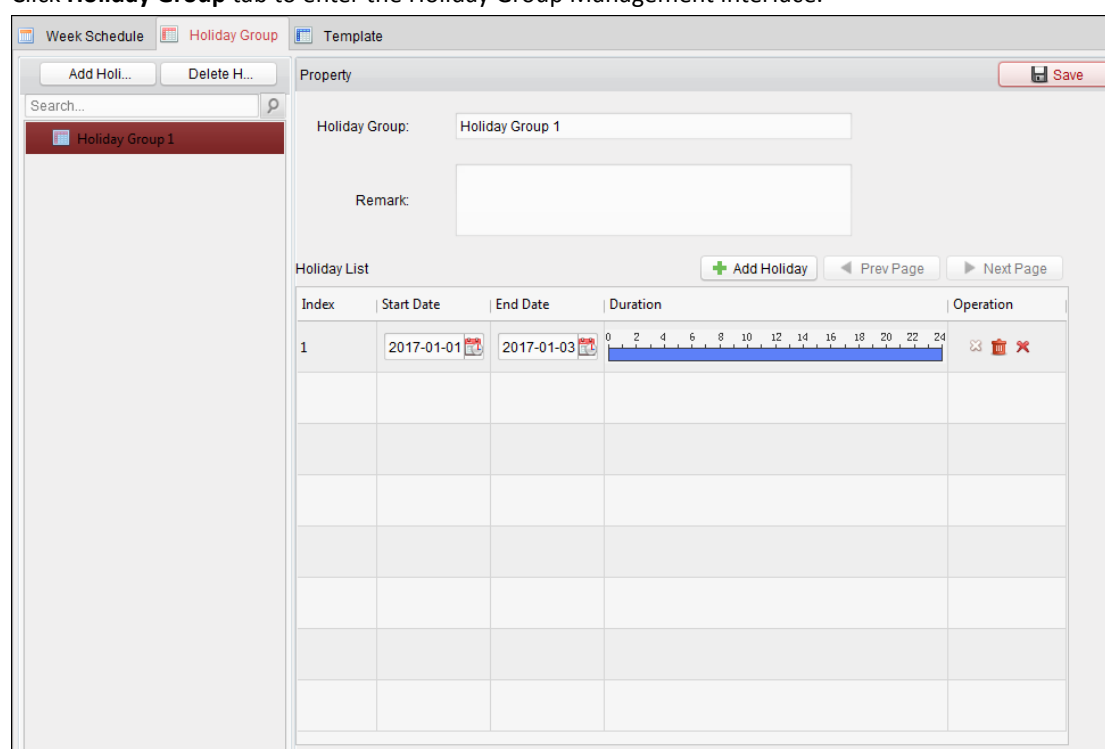 Click Holiday Group tab to enter the Holiday Group Management interface.
Week Schedule Holiday Group Template
Add Holi... Delete H... Property Save
Search...
Holiday Group 1
Holiday Group: Holiday Group 1
Remark:
Holiday List Add Holiday Prev Page Next Page
Index Start Date End Date Duration Operation
0 2 4 6 8 10 12 14 16 18 20 22 24
1 2017-01-01 2017-01-03